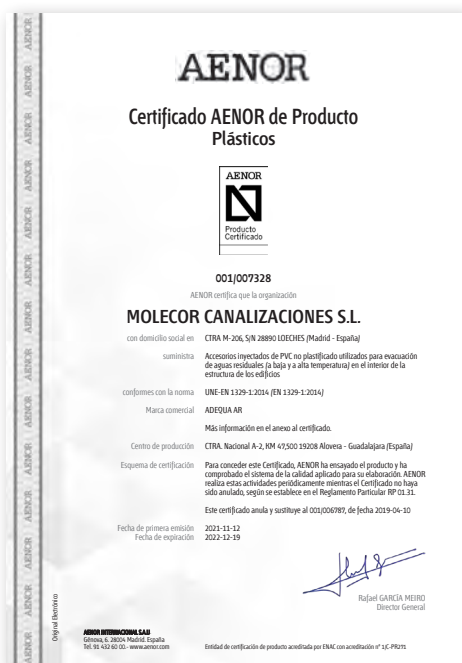 AENOR
Certificado AENOR de Producto
Plásticos
AENOR
Producto
Certificado
001/007328
AENOR certifica que la organización
MOLECOR CANALIZACIONES S.L.
con domicilio social en CTRA M-206, S/N 28890 LOECHES (Madrid - España)
suministra Accesorios inyectados de PVC no plastificado utilizados para evacuación
de aguas residuales (a baja y a alta temperatura) en el interior de la
estructura de los edificios
conformes con la norma UNE-EN 1329-1:2014 (EN 1329-1:2014)
Marca comercial ADEQUA AR
Más información en el anexo al certificado.
Centro de producción CTRA. Nacional A-2, KM 47,500 19208 Alovera - Guadalajara (España)
Esquema de certificación Para conceder este Certificado, AENOR ha ensayado el producto y ha
comprobado el sistema de la calidad aplicado para su elaboración. AENOR
realiza estas actividades periódicamente mientras el Certificado no haya
sido anulado, según se establece en el Reglamento Particular RP 01.31.
Este certificado anula y sustituye al 001/006787, de fecha 2019-04-10
Fecha de primera emisión 2021-11-12
Fecha de expiración 2022-12-19
Rafael GARCÍA MEIRO
Director General
Original Electrónico
AENOR INTERNACIONAL S.A.U
Génova, 6. 28004 Madrid. España
Tel. 91 432 60 00.- www.aenor.com
Entidad de certificación de producto acreditada por ENAC con acreditación nº 1/C-PR271
AENOR AENOR AENOR AENOR AENOR AENOR AENOR AENOR AENOR AENOR